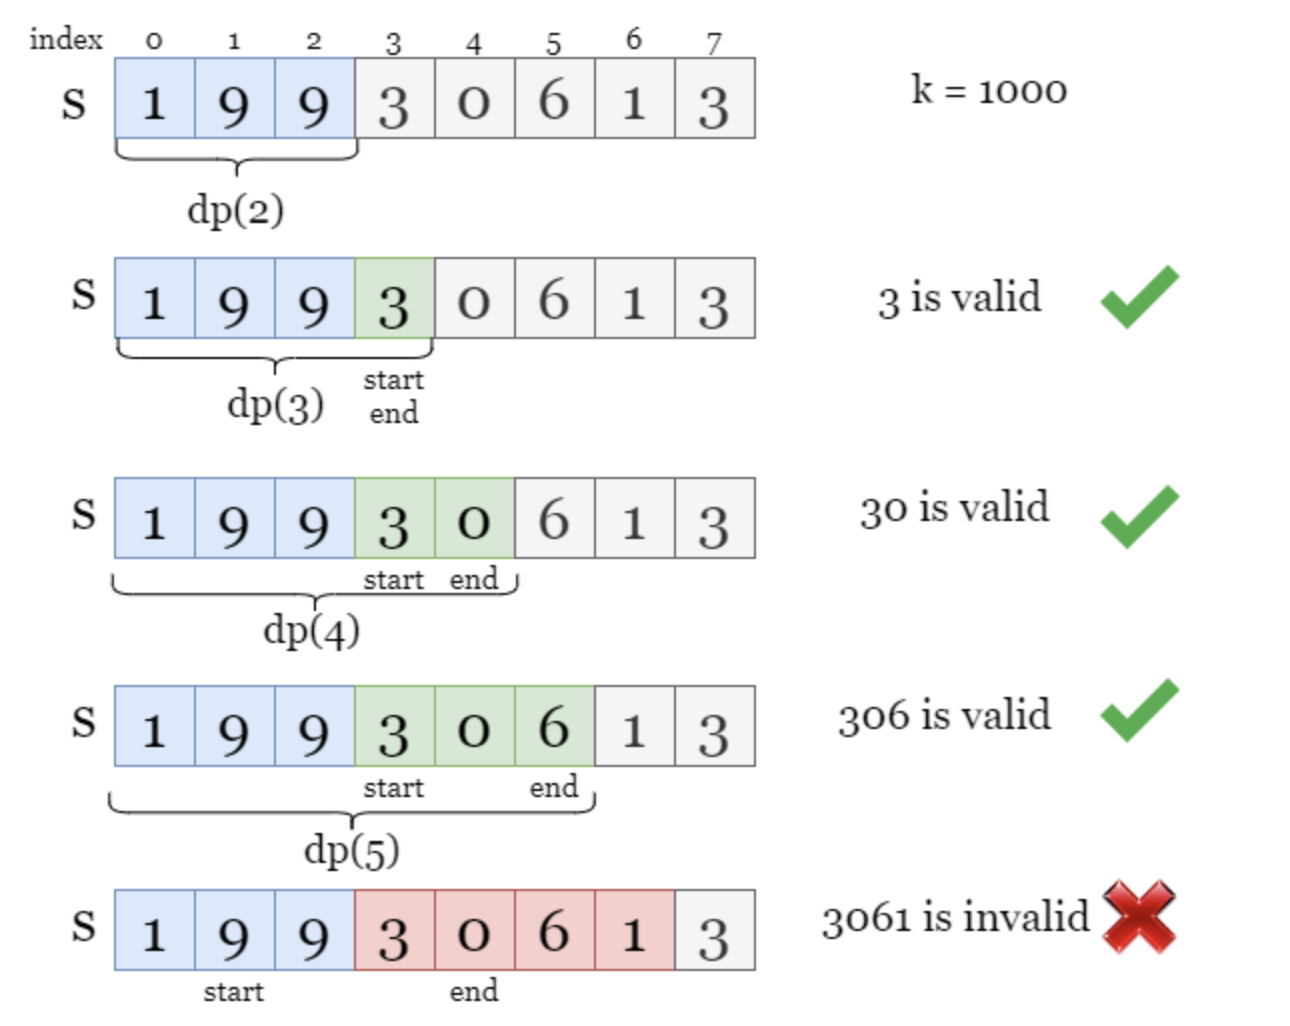 index 0 1 2 3 4 5 6 7
S 1 9 9 3 0 6 1 3 k = 1000
dp(2)
S 1 9 9 3 0 6 1 3 3 is valid
start
dp(3) end
S 1 9 9 3 0 6 1 3 30 is valid
start end
dp(4)
S 1 9 9 3 0 6 1 3 306 is valid
start end
dp(5)
S 1 9 9 3 0 6 1 3 3061 is invalid
start end